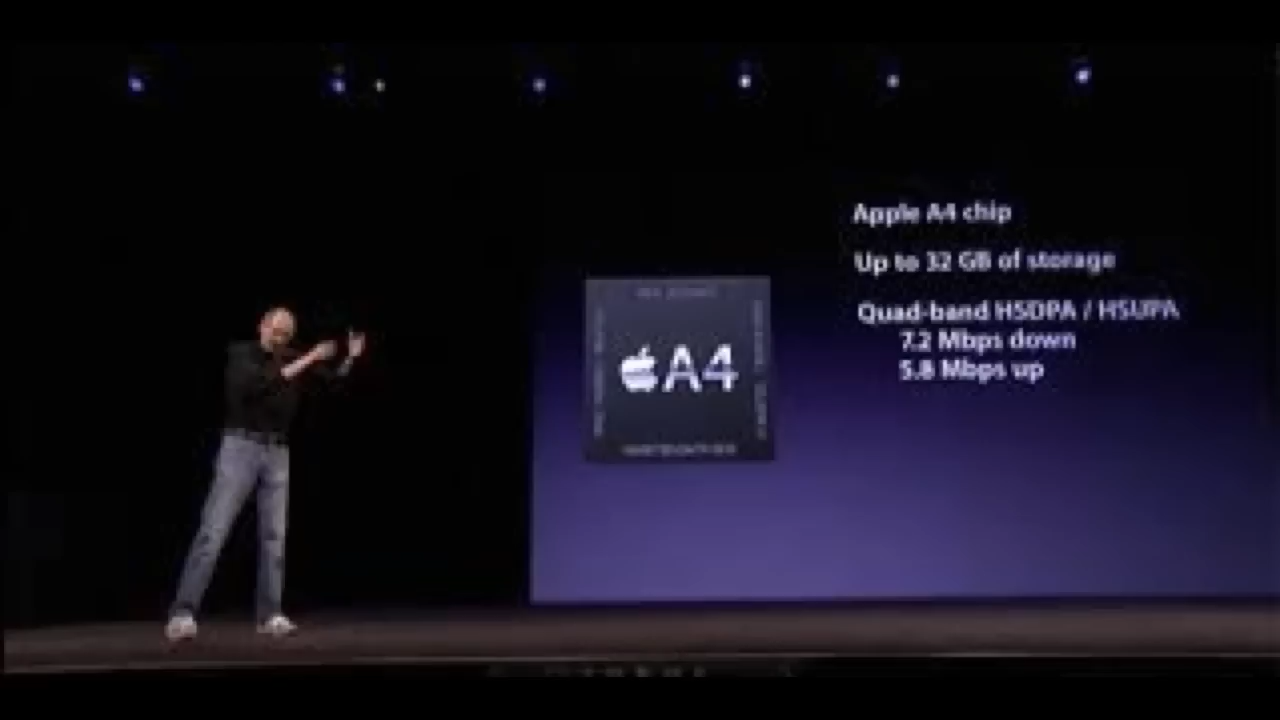 A4
Apple A4 chip
Up to 32 GB of storage
Quad-band HSDPA / HSUPA
7.2 Mbps down
5.8 Mbps up